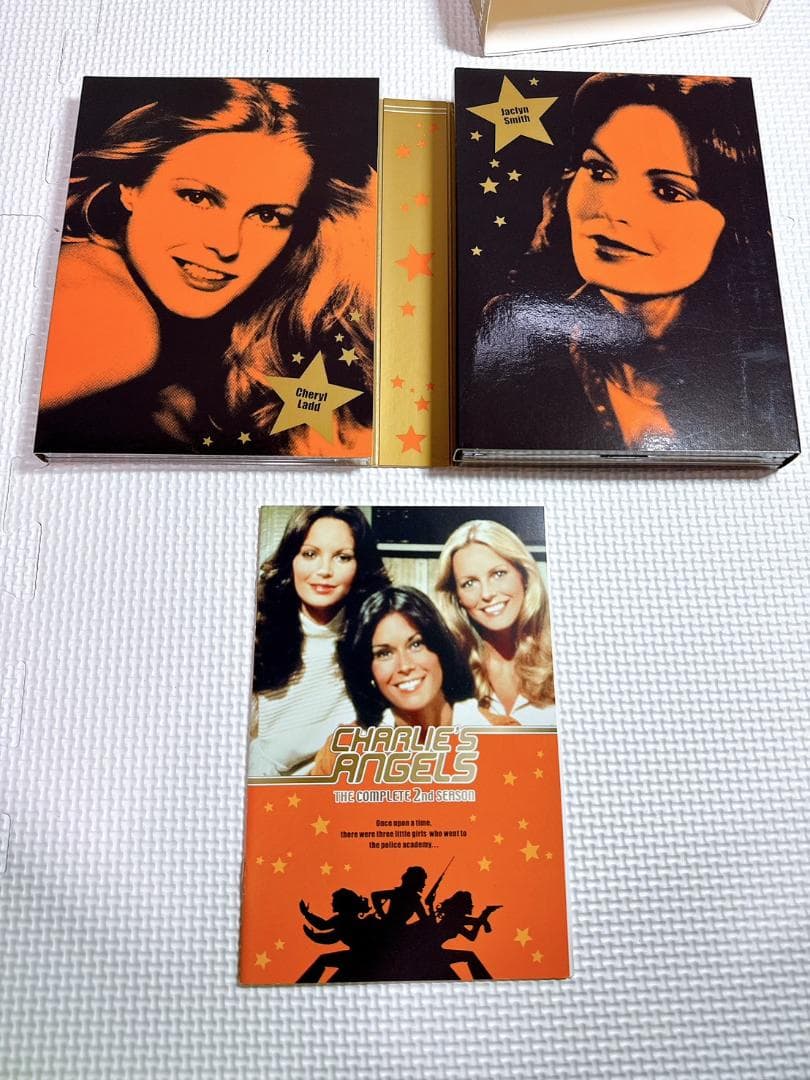 Jaclyn
Smith
Cheryl
Ladd
CHARLIE'S
ANGELS
THE COMPLETE 2nd SEASON
Once upon a time,
there were three little girls who went to
the police academy...